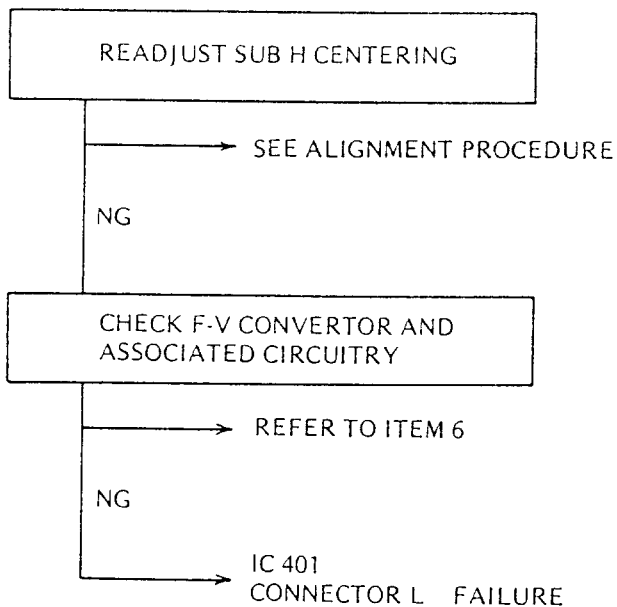 READJUST SUB H CENTERING
SEE ALIGNMENT PROCEDURE
NG
CHECK F-V CONVERTOR AND
ASSOCIATED CIRCUITRY
REFER TO ITEM 6
NG
IC 401
CONNECTOR L FAILURE